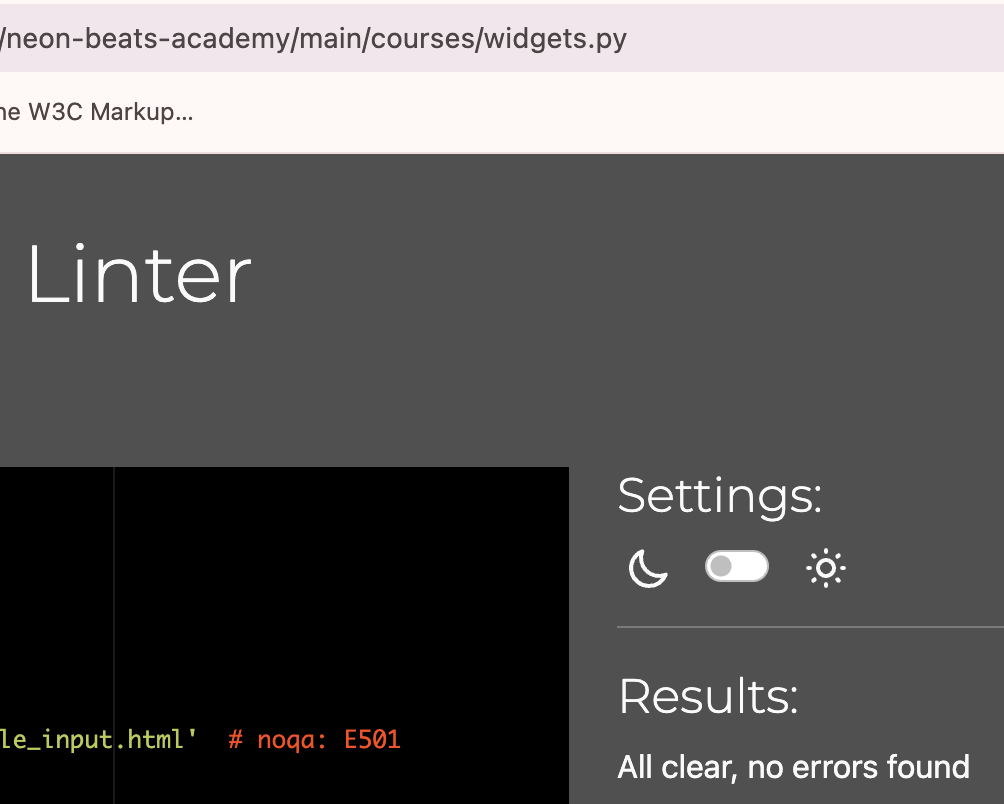 /neon-beats-academy/main/courses/widgets.py
ne W3C Markup...
Linter
Settings:
le_input.html'  # noqa: E501
Results:
All clear, no errors found